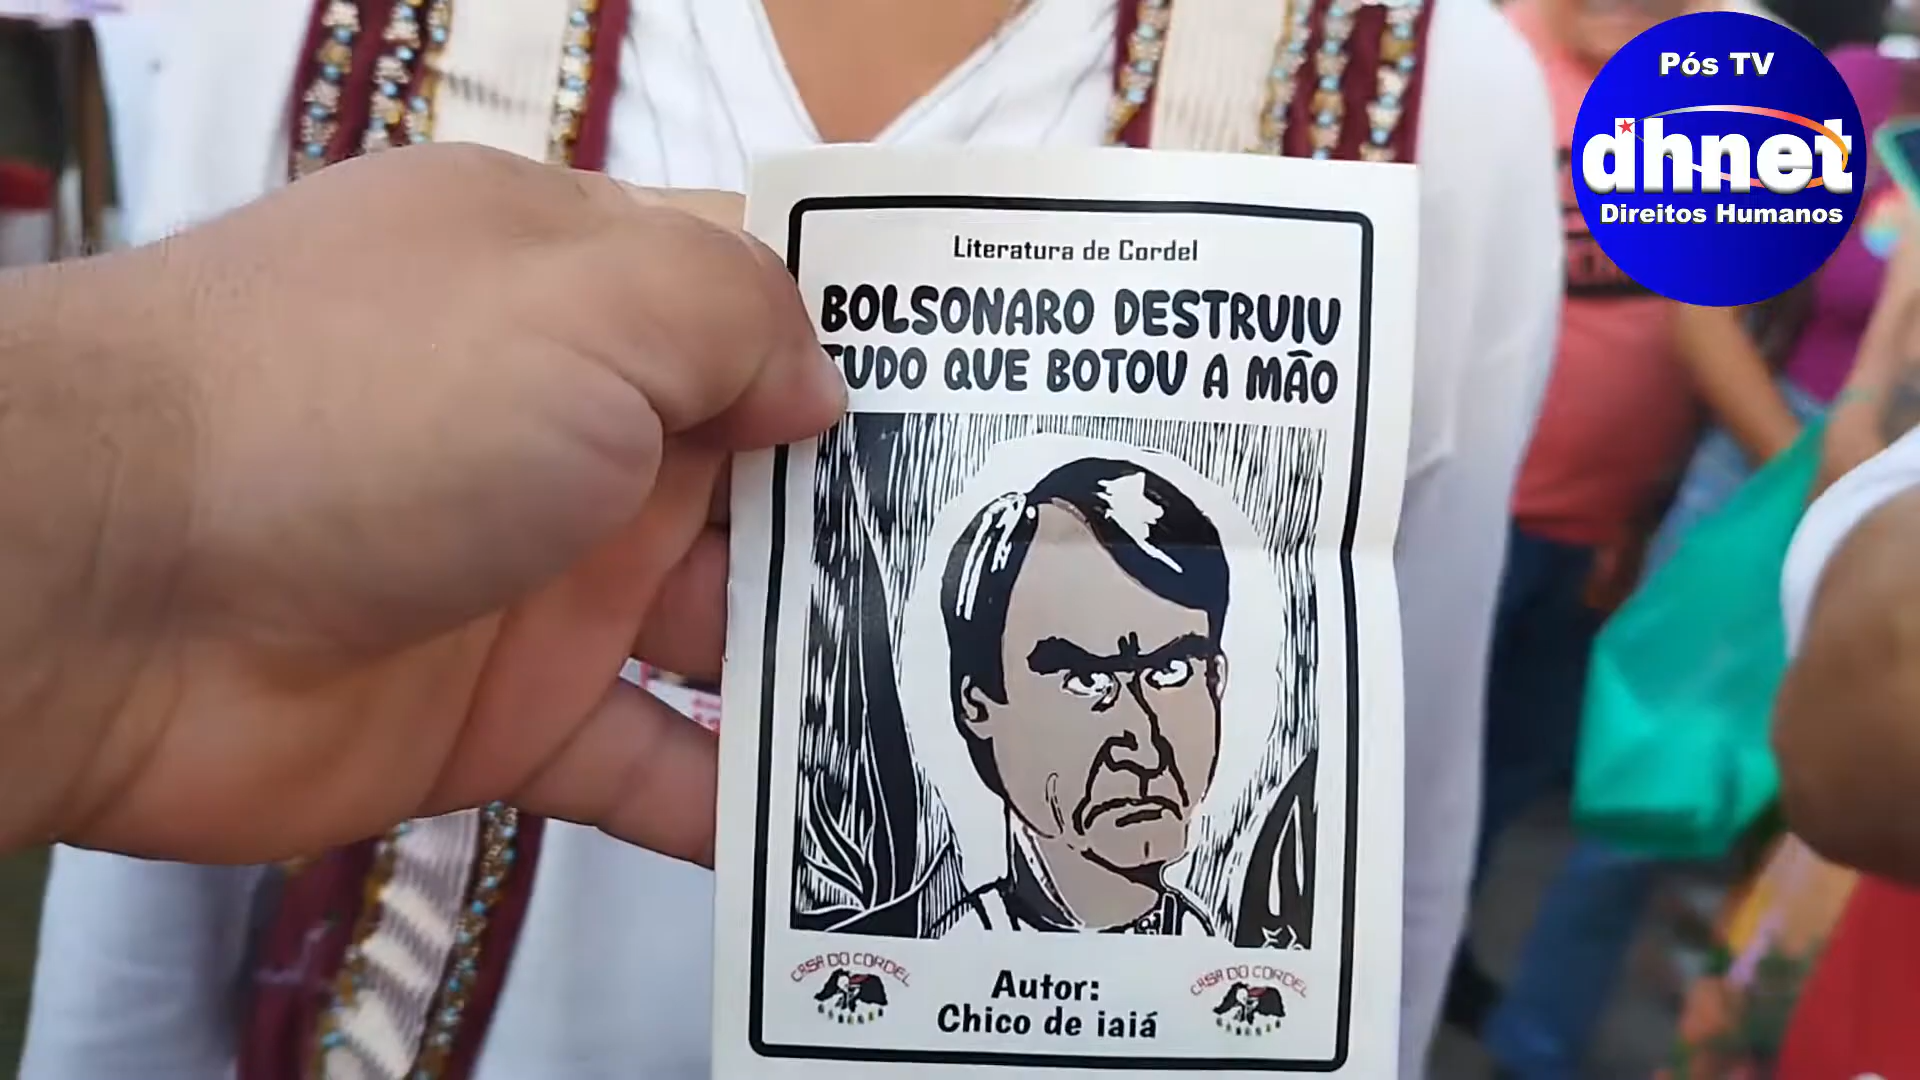 Pós TV
dhnet
Direitos Humanos
Literatura de Cordel
BOLSONARO DESTRUIU
TUDO QUE BOTOU A MÃO
CASA DO CORDEL
CASA DO CORDEL
Autor:
Chico de iaiá